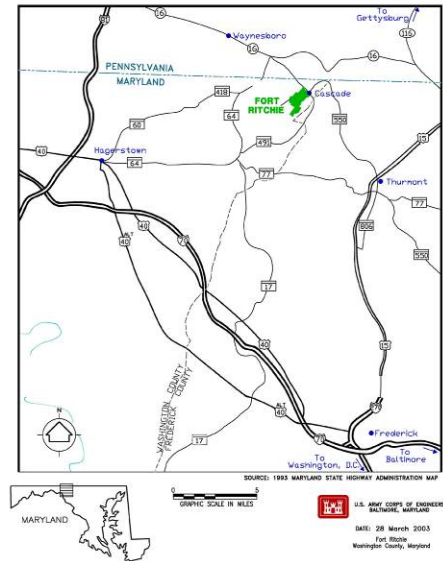 81
16
Waynesboro
To
Gettysburg
116
16
16
PENNSYLVANIA
MARYLAND
FORT
RITCHIE
Cascade
418
64
60
550
15
491
40
Hagerstown
64
77
Thurmont
77
806
550
ALT
40
40
70
17
15
40
WASHINGTON COUNTY
FREDERICK COUNTY
N
ALT
40
70
70
Frederick
17
To
Washington, D.C.
To
Baltimore
SOURCE: 1993 MARYLAND STATE HIGHWAY ADMINISTRATION MAP
MARYLAND
0 5
GRAPHIC SCALE IN MILES
U.S. ARMY CORPS OF ENGINEERS
BALTIMORE, MARYLAND
DATE: 28 March 2003
Fort Ritchie
Washington County, Maryland